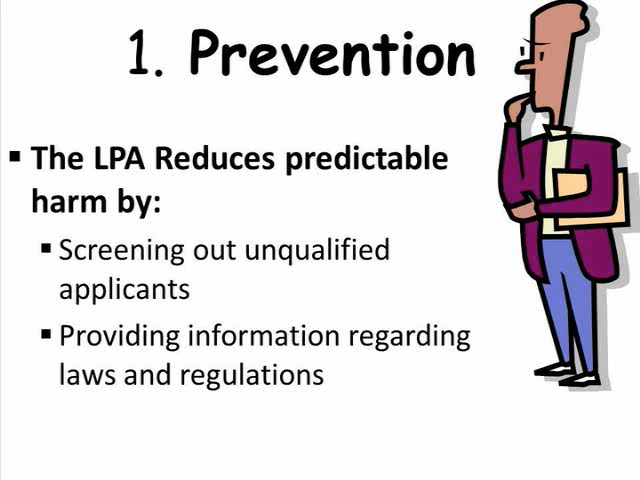 1. Prevention
▪ The LPA Reduces predictable
harm by:
▪ Screening out unqualified
applicants
▪ Providing information regarding
laws and regulations